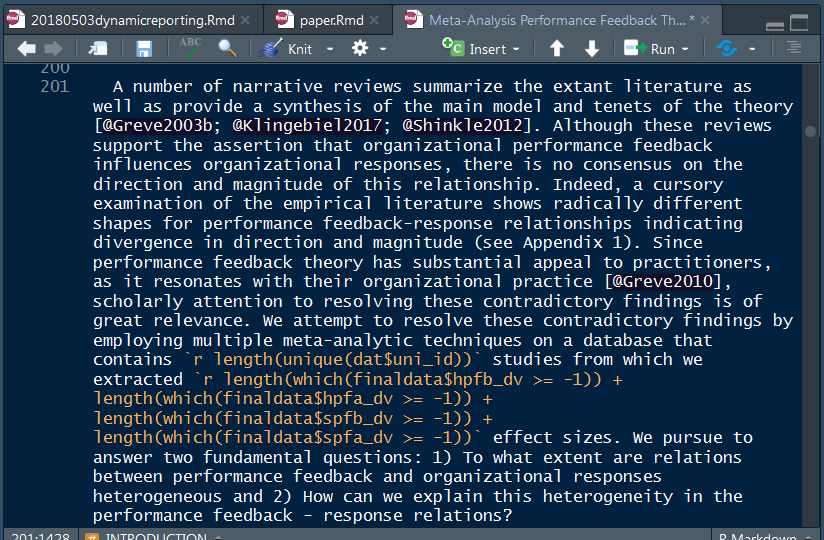 20180503dynamicreporting.Rmd paper.Rmd Meta-Analysis Performance Feedback Th... *
ABC Knit Insert Run
200
201 A number of narrative reviews summarize the extant literature as
well as provide a synthesis of the main model and tenets of the theory
[@Greve2003b; @Klingebiel2017; @Shinkle2012]. Although these reviews
support the assertion that organizational performance feedback
influences organizational responses, there is no consensus on the
direction and magnitude of this relationship. Indeed, a cursory
examination of the empirical literature shows radically different
shapes for performance feedback-response relationships indicating
divergence in direction and magnitude (see Appendix 1). Since
performance feedback theory has substantial appeal to practitioners,
as it resonates with their organizational practice [@Greve2010],
scholarly attention to resolving these contradictory findings is of
great relevance. We attempt to resolve these contradictory findings by
employing multiple meta-analytic techniques on a database that
contains `r length(unique(dat$uni_id))` studies from which we
extracted `r length(which(finaldata$hpfb_dv >= -1)) +
length(which(finaldata$hpfa_dv >= -1)) +
length(which(finaldata$spfb_dv >= -1)) +
length(which(finaldata$spfa_dv >= -1))` effect sizes. We pursue to
answer two fundamental questions: 1) To what extent are relations
between performance feedback and organizational responses
heterogeneous and 2) How can we explain this heterogeneity in the
performance feedback - response relations?
201:1428 # INTRODUCTION R Markdown